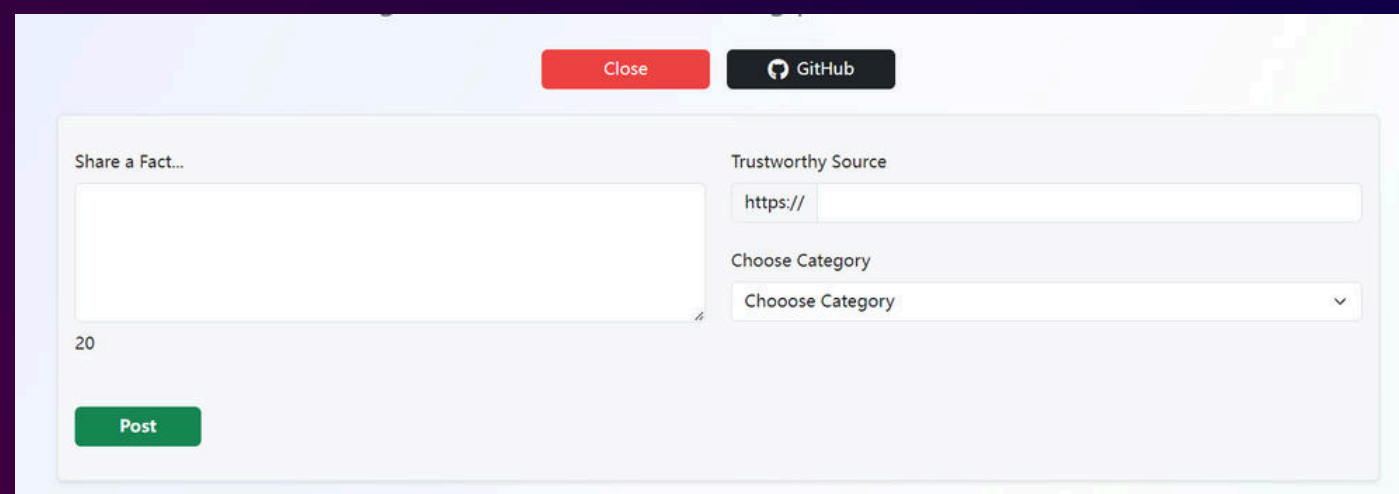 Close
GitHub
Share a Fact...
20
Post
Trustworthy Source
https://
Choose Category
Chooose Category